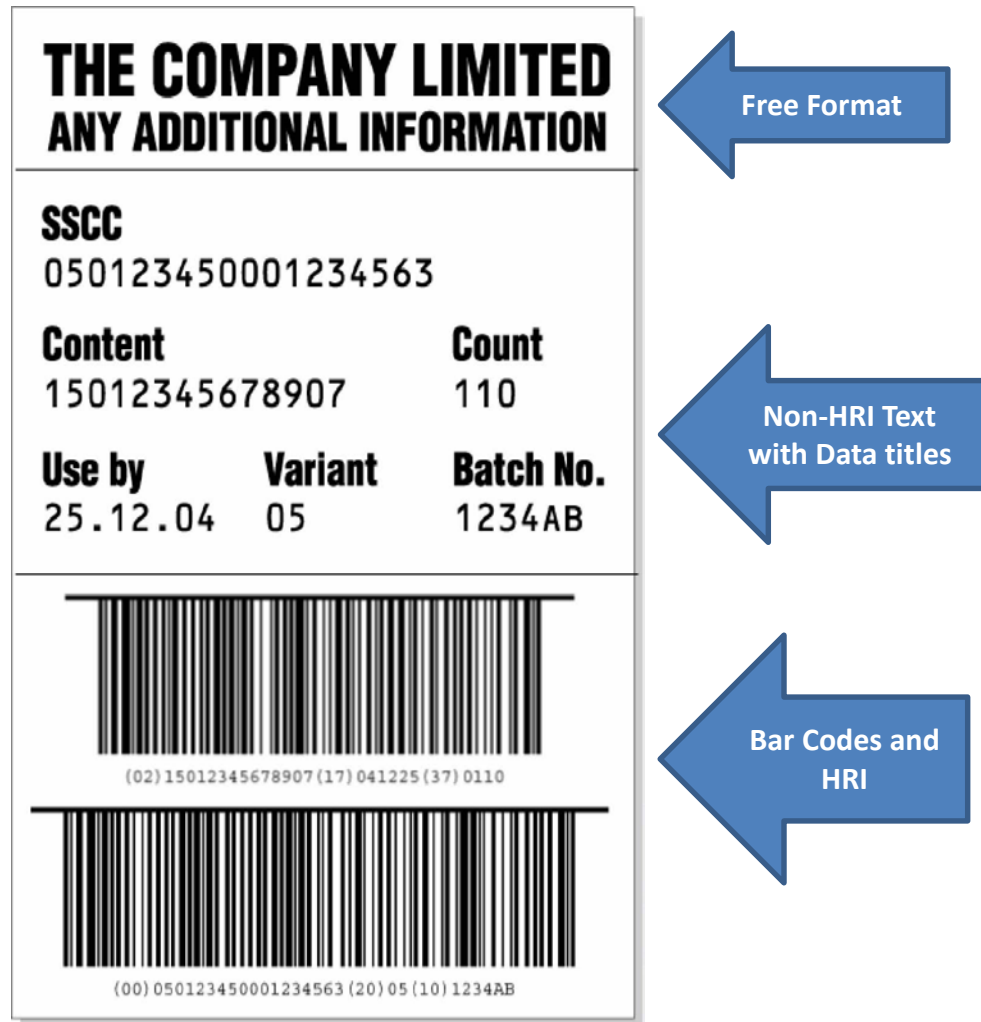 THE COMPANY LIMITED
ANY ADDITIONAL INFORMATION
Free Format
SSCC
050123450001234563
Content Count
15012345678907 110
Use by Variant Batch No.
25.12.04 05 1234AB
Non-HRI Text
with Data titles
(02)15012345678907(17)041225(37)0110
(00)050123450001234563(20)05(10)1234AB
Bar Codes and
HRI